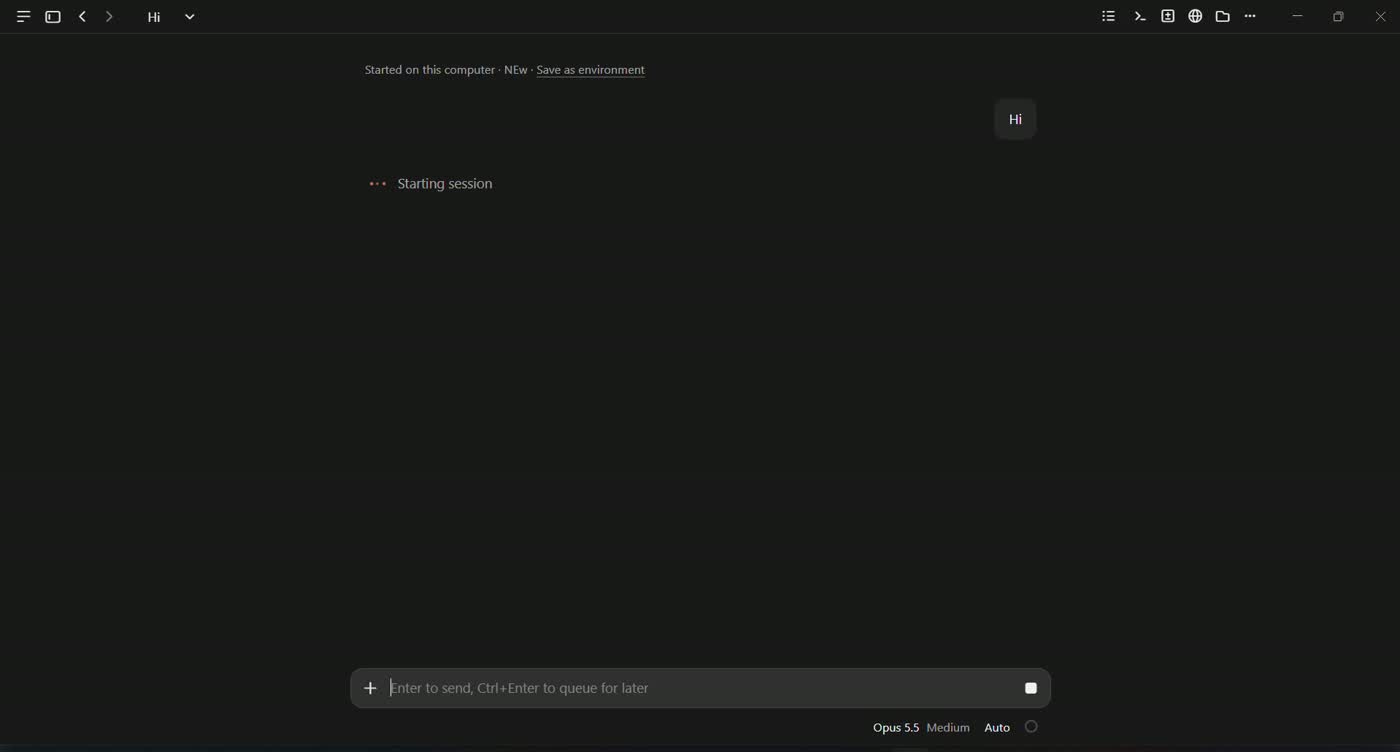 Hi
Started on this computer · NEw · Save as environment
Hi
Starting session
Enter to send, Ctrl+Enter to queue for later
Opus 5.5 Medium Auto